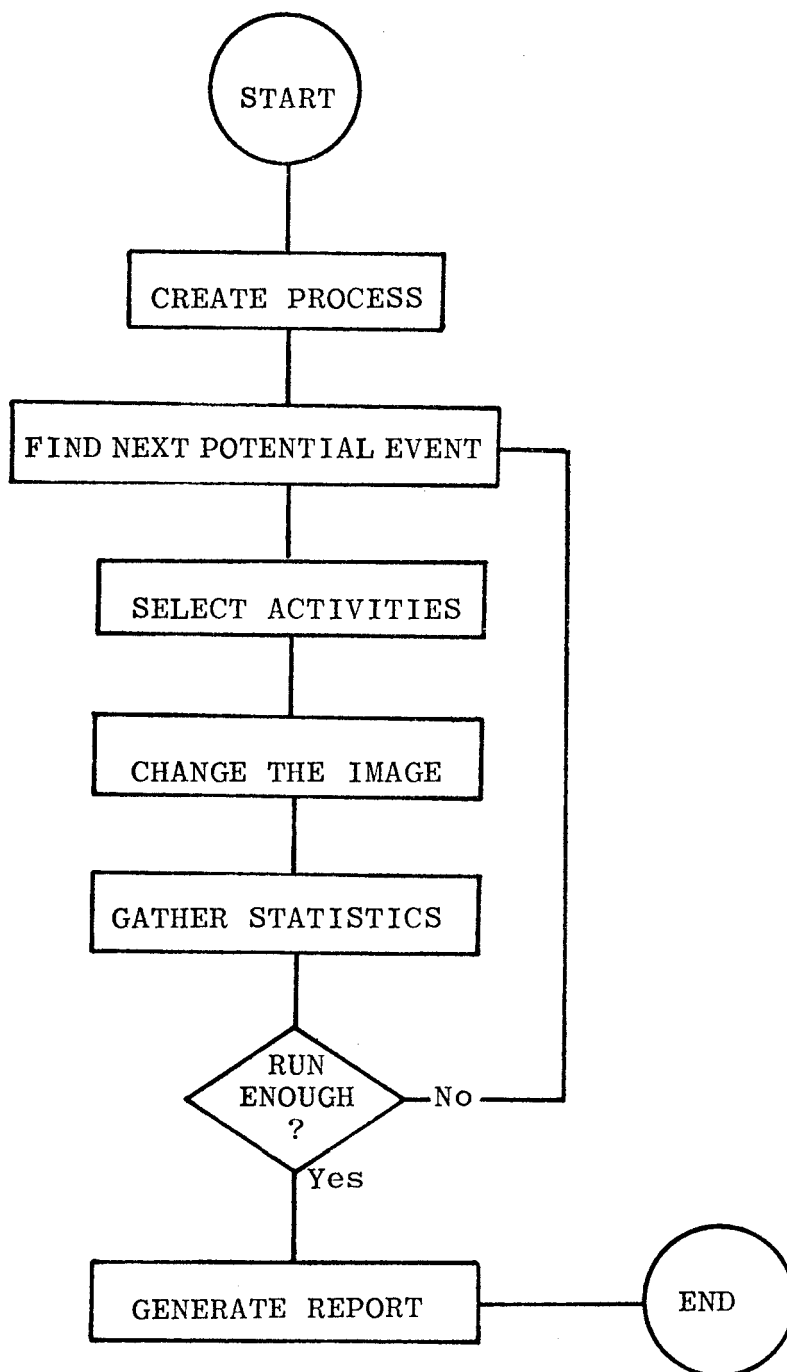 START
CREATE PROCESS
FIND NEXT POTENTIAL EVENT
SELECT ACTIVITIES
CHANGE THE IMAGE
GATHER STATISTICS
RUN
ENOUGH
?
No
Yes
GENERATE REPORT
END